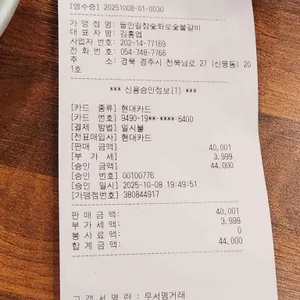 [영수증] 20251008-01-0030
가 맹 점 명: 들안길참숯화로숯불갈비
대 표 자 명: 김흥엽
사업자 번호: 202-14-77169
전 화 번 호: 054-748-7766
주      소: 경북 경주시 천북남로 27 (신평동) 20
1호
*** 신용승인정보[1] ***
[카드  종류] 현대카드
[카드  번호] 9490-19**-****-6400
[결제  방법] 일시불
[전표매입사] 현대카드
[판매  금액] 40,001
[부 가 세] 3,999
[승인  금액] 44,000
[승인  번호] 00100776
[승인  일시] 2025-10-08 19:49:51
[가맹점번호] 380844917
판 매 금 액: 40,001
부 가 세 액: 3,999
봉 사 료 액: 0
합 계 금 액: 44,000
고 객 서 명 란 : 무서명거래